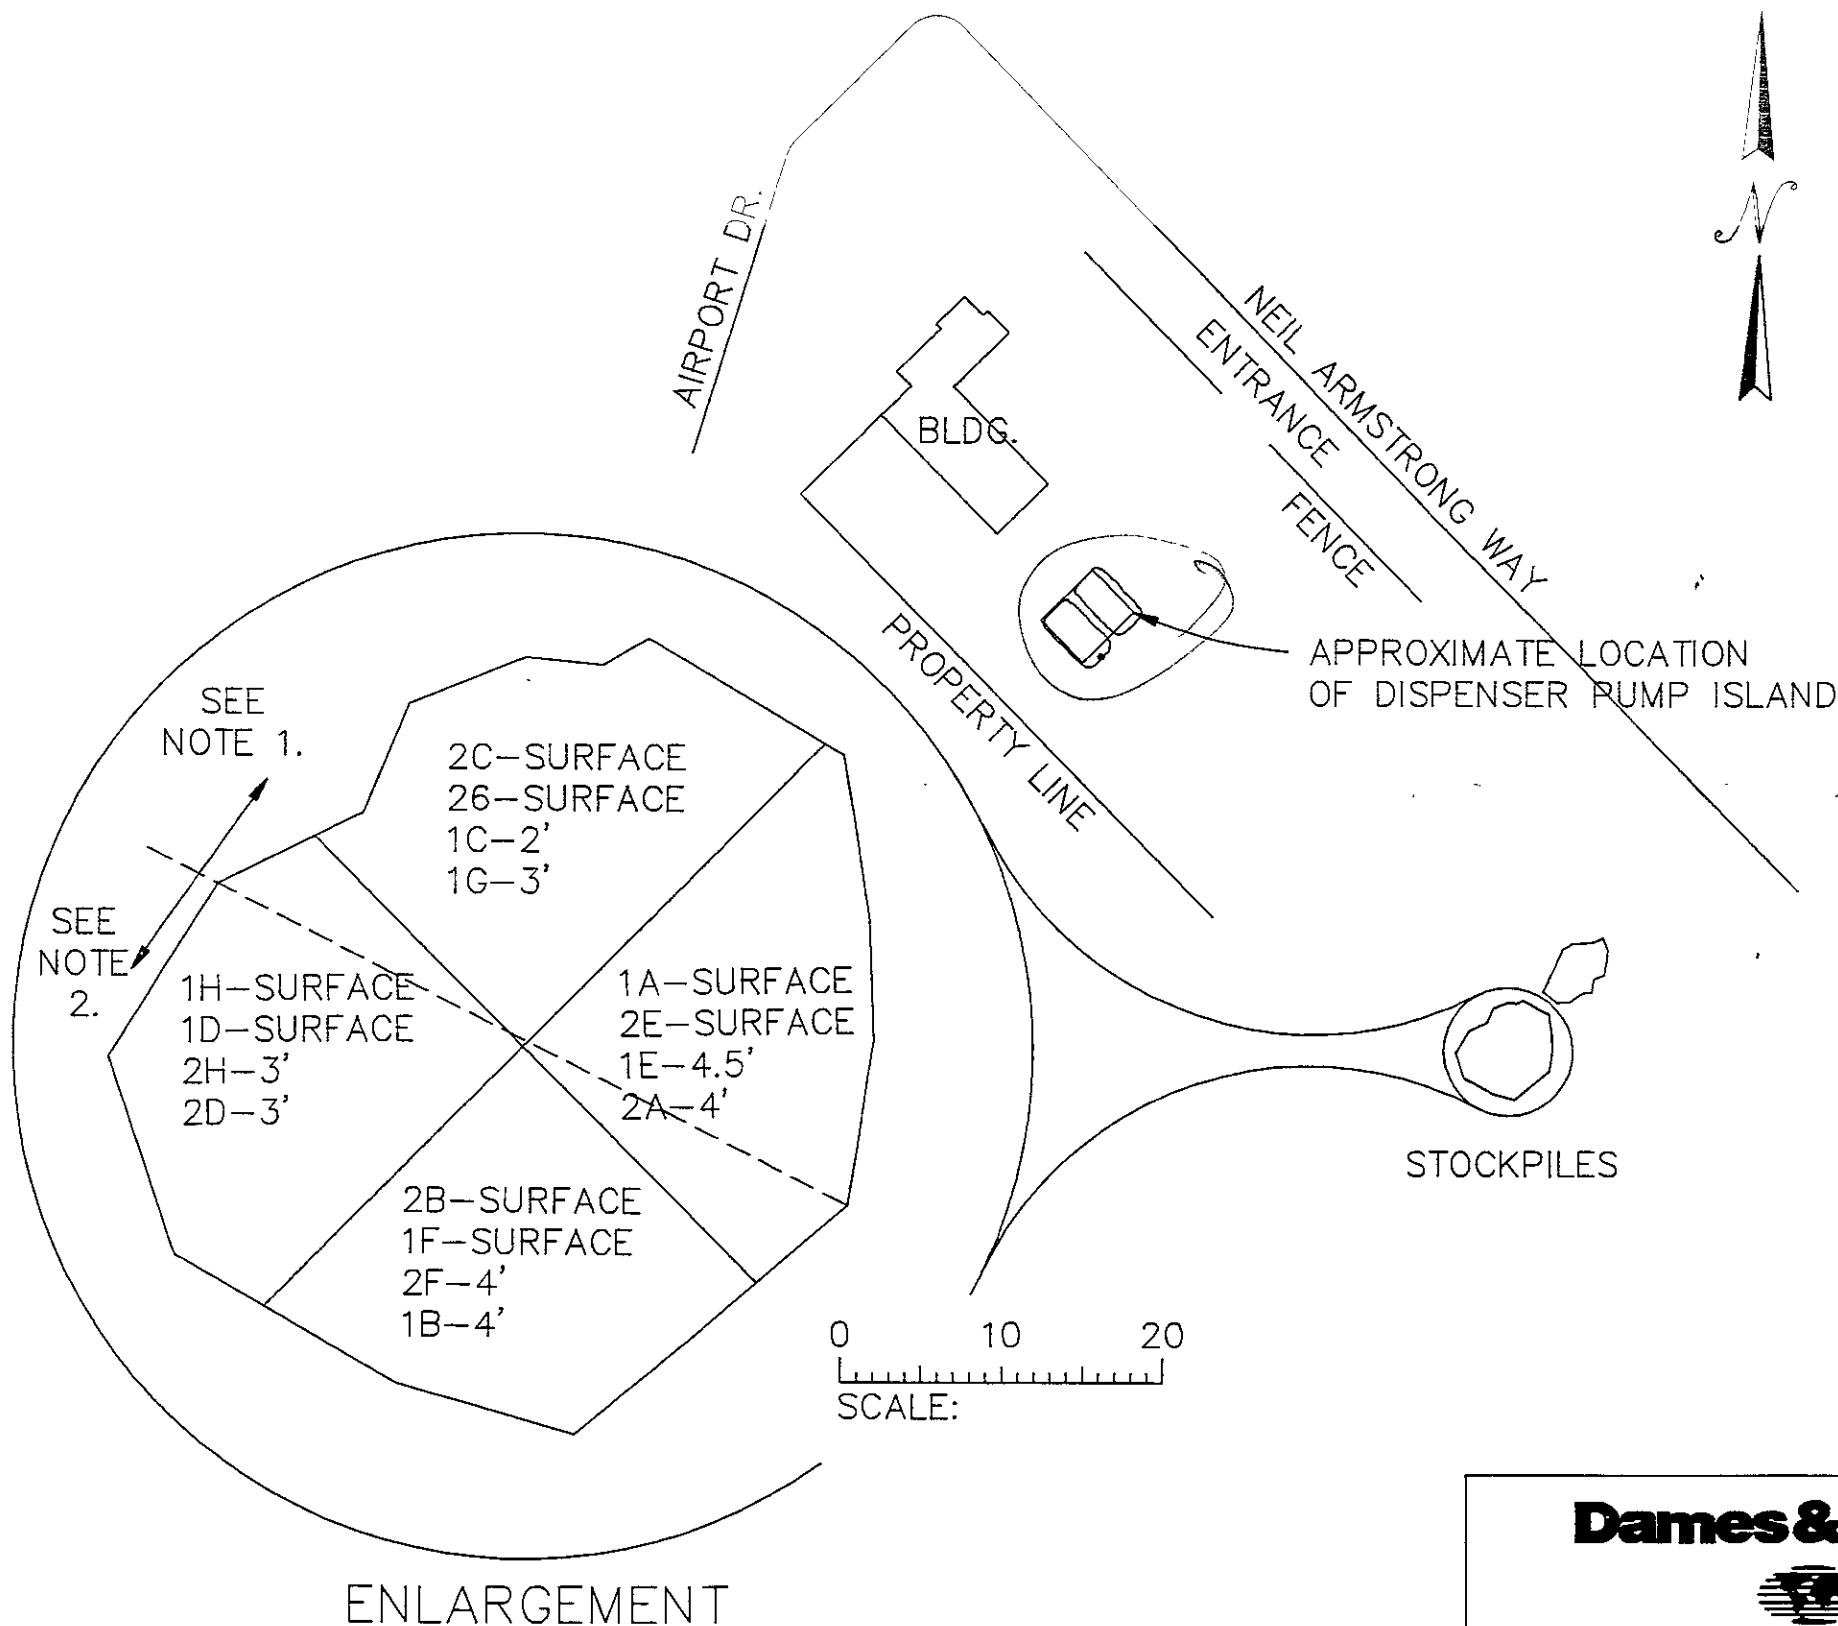 N
AIRPORT DR.
NEIL ARMSTRONG WAY
ENTRANCE
FENCE
BLDG.
PROPERTY LINE
APPROXIMATE LOCATION
OF DISPENSER PUMP ISLAND
SEE
NOTE 1.
SEE
NOTE
2.
2C-SURFACE
26-SURFACE
1C-2'
1G-3'
1H-SURFACE
1D-SURFACE
2H-3'
2D-3'
1A-SURFACE
2E-SURFACE
1E-4.5'
2A-4'
2B-SURFACE
1F-SURFACE
2F-4'
1B-4'
STOCKPILES
0 10 20
SCALE:
ENLARGEMENT
Dames &